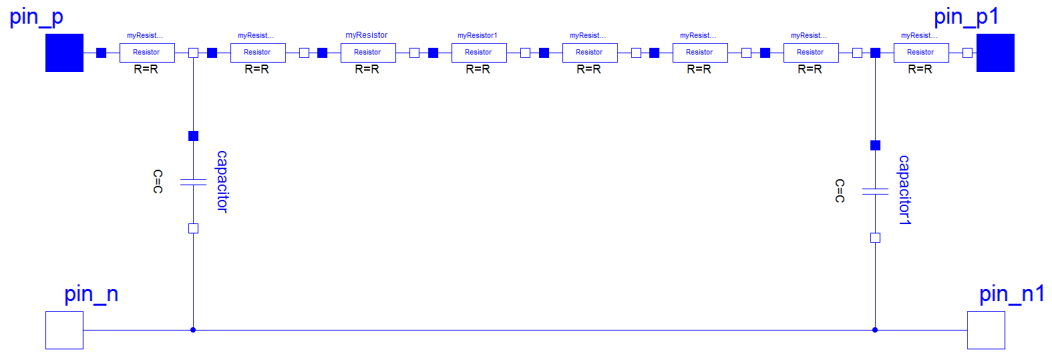 pin_p
pin_p1
myResist...
myResist...
myResistor
myResistor1
myResist...
myResist...
myResist...
myResist...
Resistor
Resistor
Resistor
Resistor
Resistor
Resistor
Resistor
Resistor
R=R
R=R
R=R
R=R
R=R
R=R
R=R
R=R
C=C
capacitor
C=C
capacitor1
pin_n
pin_n1